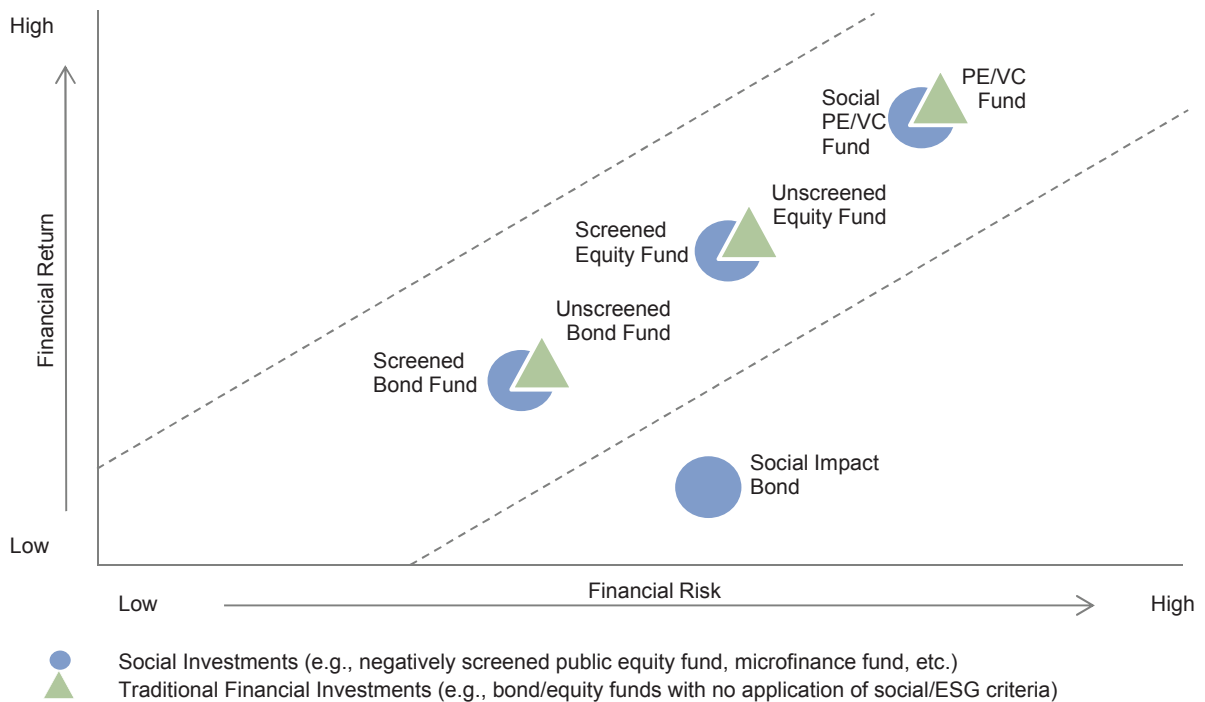 High
PE/VC
Fund
Social
PE/VC
Fund
Unscreened
Equity Fund
Screened
Equity Fund
Unscreened
Bond Fund
Screened
Bond Fund
Social Impact
Bond
Financial Return
Low
Financial Risk
Low
High
Social Investments (e.g., negatively screened public equity fund, microfinance fund, etc.)
Traditional Financial Investments (e.g., bond/equity funds with no application of social/ESG criteria)